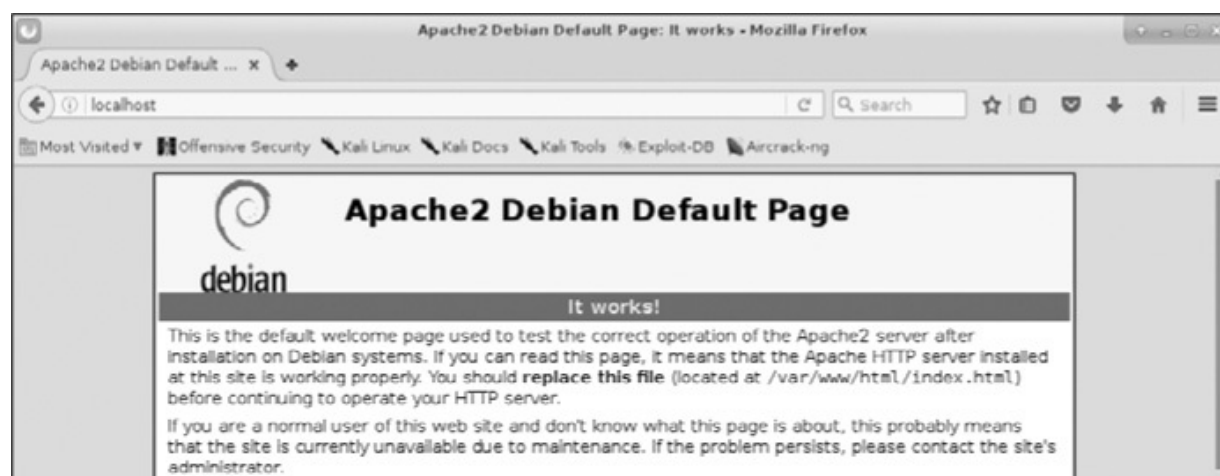 Apache2 Debian Default Page: It works - Mozilla Firefox
Apache2 Debian Default ...
localhost
Search
Most Visited Offensive Security Kali Linux Kali Docs Kali Tools Exploit-DB Aircrack-ng
debian
Apache2 Debian Default Page
It works!
This is the default welcome page used to test the correct operation of the Apache2 server after
installation on Debian systems. If you can read this page, it means that the Apache HTTP server installed
at this site is working properly. You should replace this file (located at /var/www/html/index.html)
before continuing to operate your HTTP server.
If you are a normal user of this web site and don't know what this page is about, this probably means
that the site is currently unavailable due to maintenance. If the problem persists, please contact the site's
administrator.